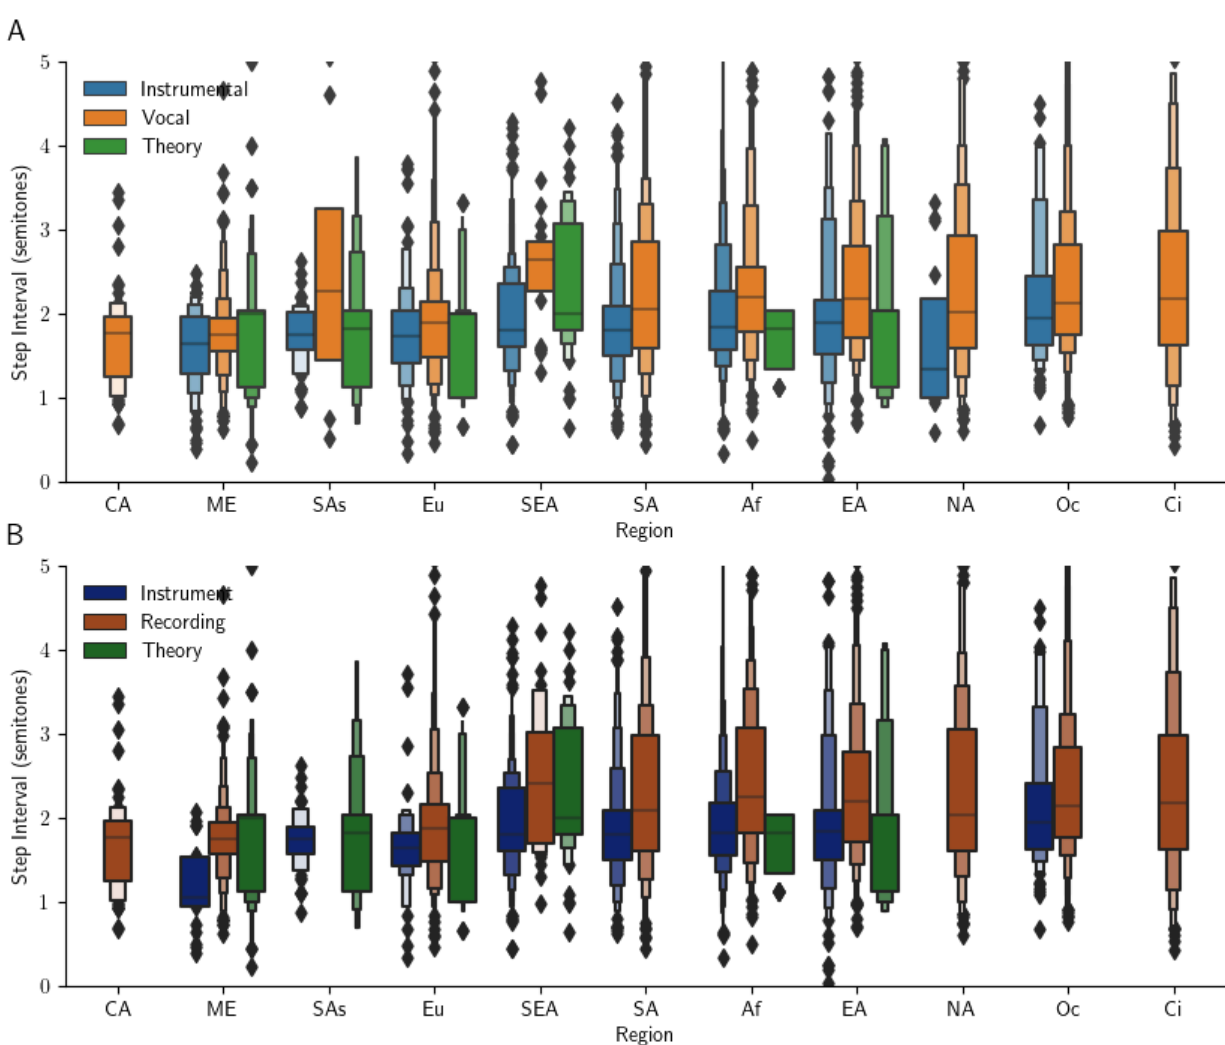 A
5
4
3
2
1
0
Step Interval (semitones)
Instrumental
Vocal
Theory
CA ME SAs Eu SEA SA Af EA NA Oc Ci
Region
B
5
4
3
2
1
0
Step Interval (semitones)
Instrument
Recording
Theory
CA ME SAs Eu SEA SA Af EA NA Oc Ci
Region